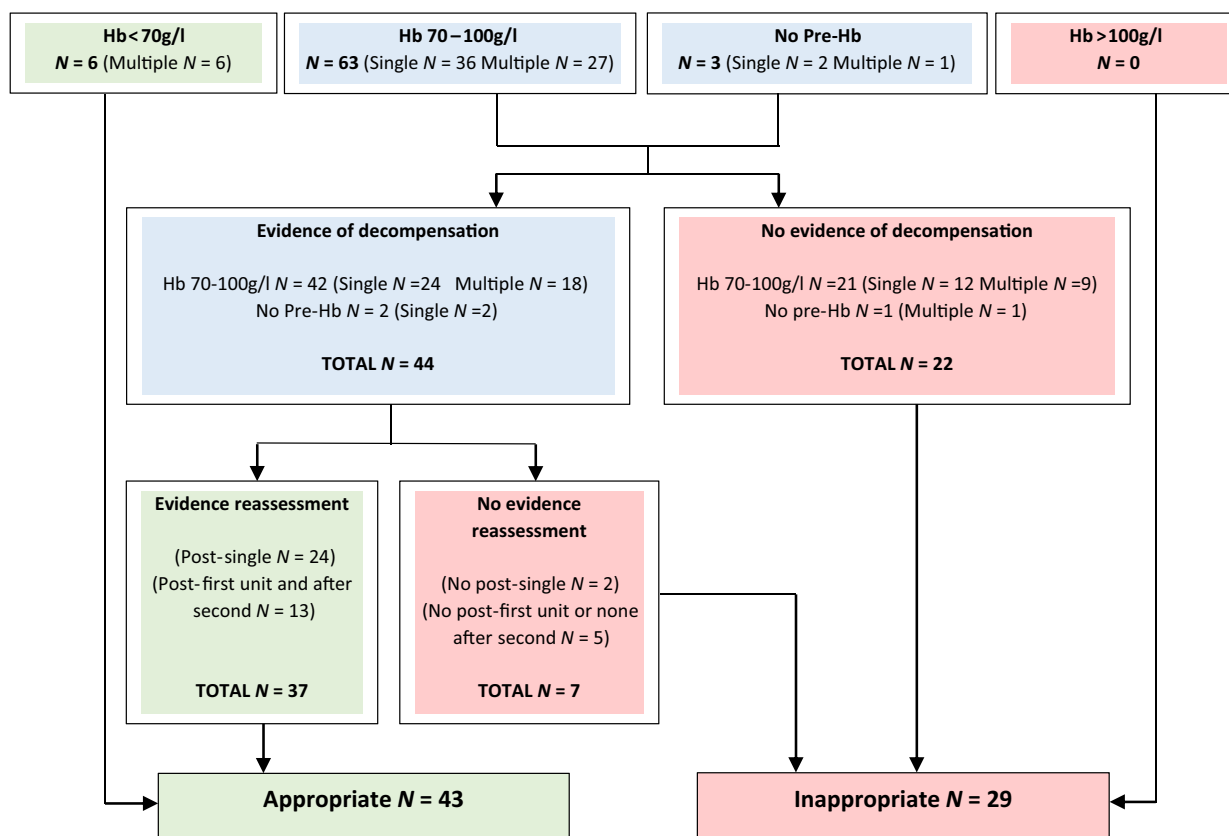 Hb < 70g/l
N = 6 (Multiple N = 6)
Hb 70 – 100g/l
N = 63 (Single N = 36 Multiple N = 27)
No Pre-Hb
N = 3 (Single N = 2 Multiple N = 1)
Hb >100g/l
N = 0
Evidence of decompensation
Hb 70-100g/l N = 42 (Single N =24 Multiple N = 18)
No Pre-Hb N = 2 (Single N =2)
TOTAL N = 44
No evidence of decompensation
Hb 70-100g/l N =21 (Single N = 12 Multiple N =9)
No pre-Hb N =1 (Multiple N = 1)
TOTAL N = 22
Evidence reassessment
(Post-single N = 24)
(Post-first unit and after
second N = 13)
TOTAL N = 37
No evidence
reassessment
(No post-single N = 2)
(No post-first unit or none
after second N = 5)
TOTAL N = 7
Appropriate N = 43
Inappropriate N = 29